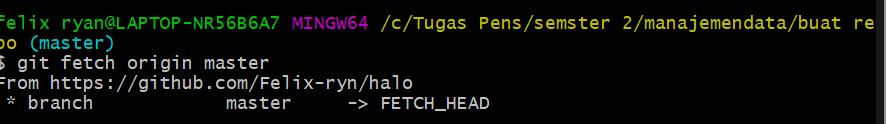 felix ryan@LAPTOP-NR56B6A7 MINGW64 /c/Tugas Pens/semster 2/manajemendata/buat re
po (master)
$ git fetch origin master
From https://github.com/Felix-ryn/halo
 * branch            master     -> FETCH_HEAD